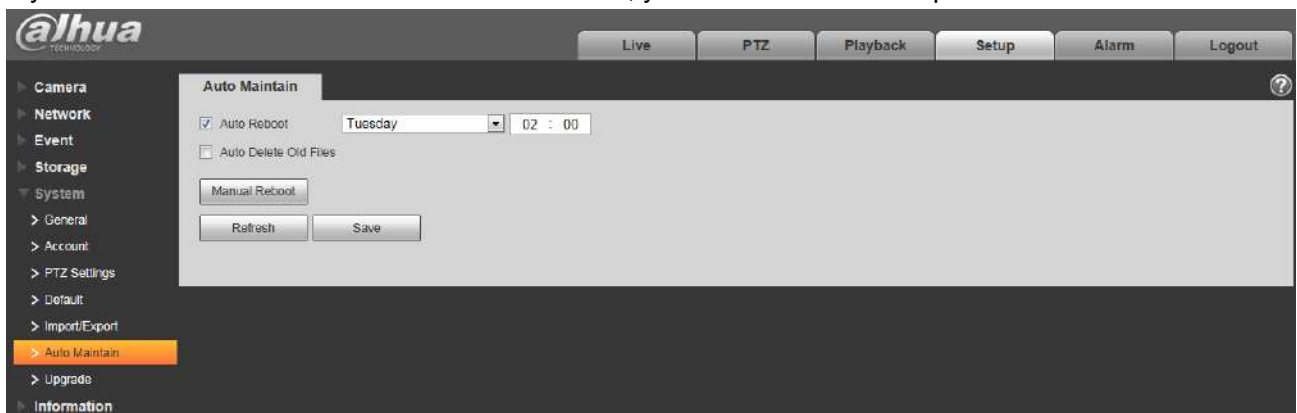 alhua
TECHNOLOGY
Live PTZ Playback Setup Alarm Logout
Camera
Network
Event
Storage
System
> General
> Account
> PTZ Settings
> Default
> Import/Export
> Auto Maintain
> Upgrade
Information
Auto Maintain
?
Auto Reboot Tuesday 02 : 00
Auto Delete Old Files
Manual Reboot
Refresh Save